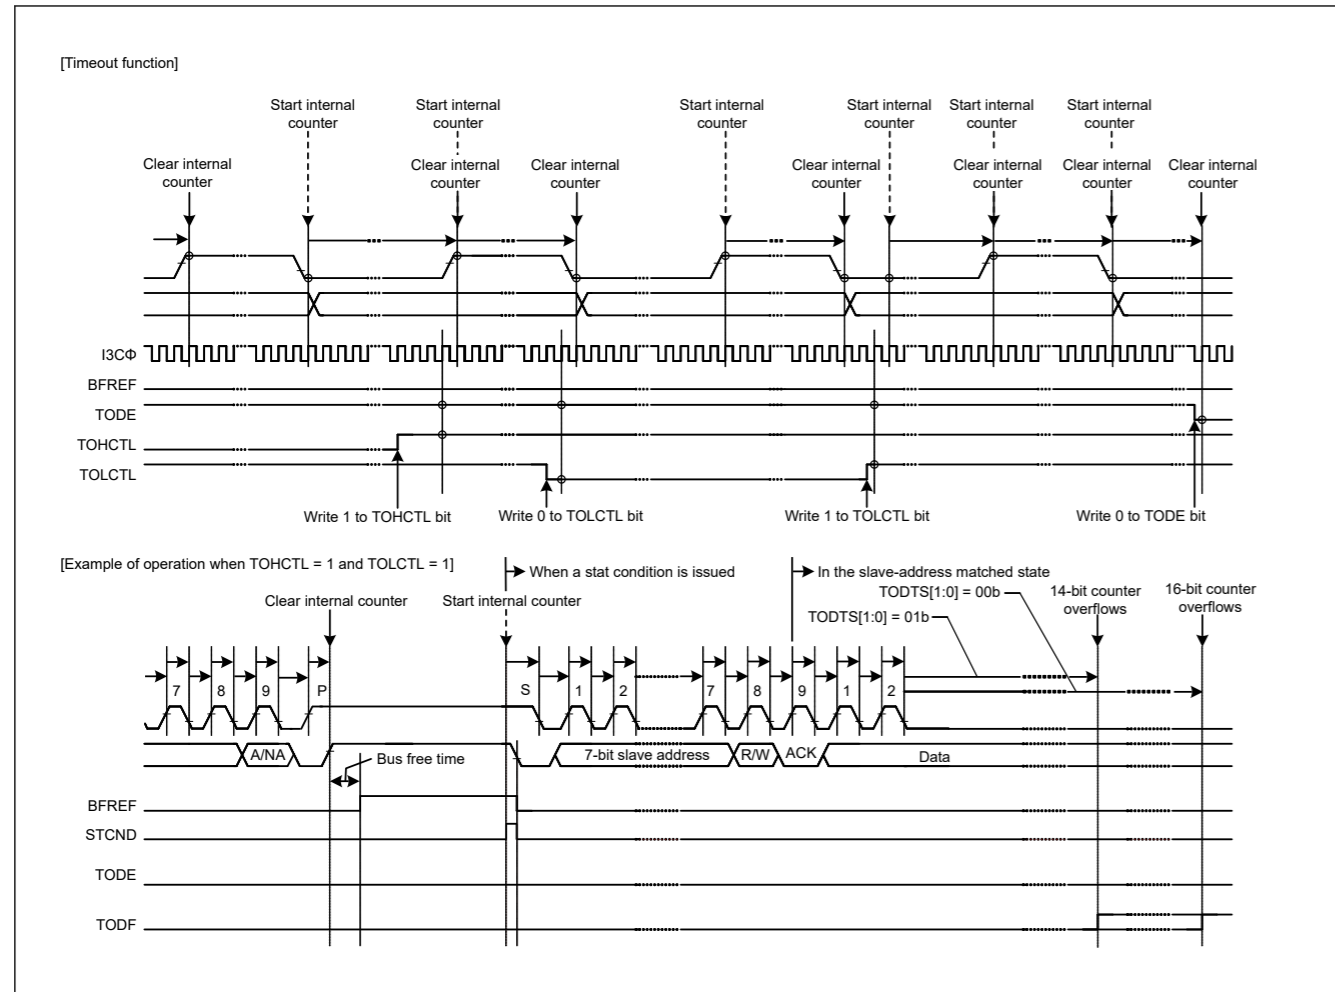 [Timeout function]
Start internal
counter
Start internal
counter
Start internal
counter
Start internal
counter
Start internal
counter
Start internal
counter
Clear internal
counter
Clear internal
counter
Clear internal
counter
Clear internal
counter
Clear internal
counter
Clear internal
counter
Clear internal
counter
I3CΦ
BFREF
TODE
TOHCTL
TOLCTL
Write 1 to TOHCTL bit
Write 0 to TOLCTL bit
Write 1 to TOLCTL bit
Write 0 to TODE bit
[Example of operation when TOHCTL = 1 and TOLCTL = 1]
When a stat condition is issued
In the slave-address matched state
TODTS[1:0] = 00b
TODTS[1:0] = 01b
14-bit counter
overflows
16-bit counter
overflows
Clear internal counter
Start internal counter
7 8 9 P S 1 2 7 8 9 1 2
A/NA
7-bit slave address
R/W
ACK
Data
Bus free time
BFREF
STCND
TODE
TODF